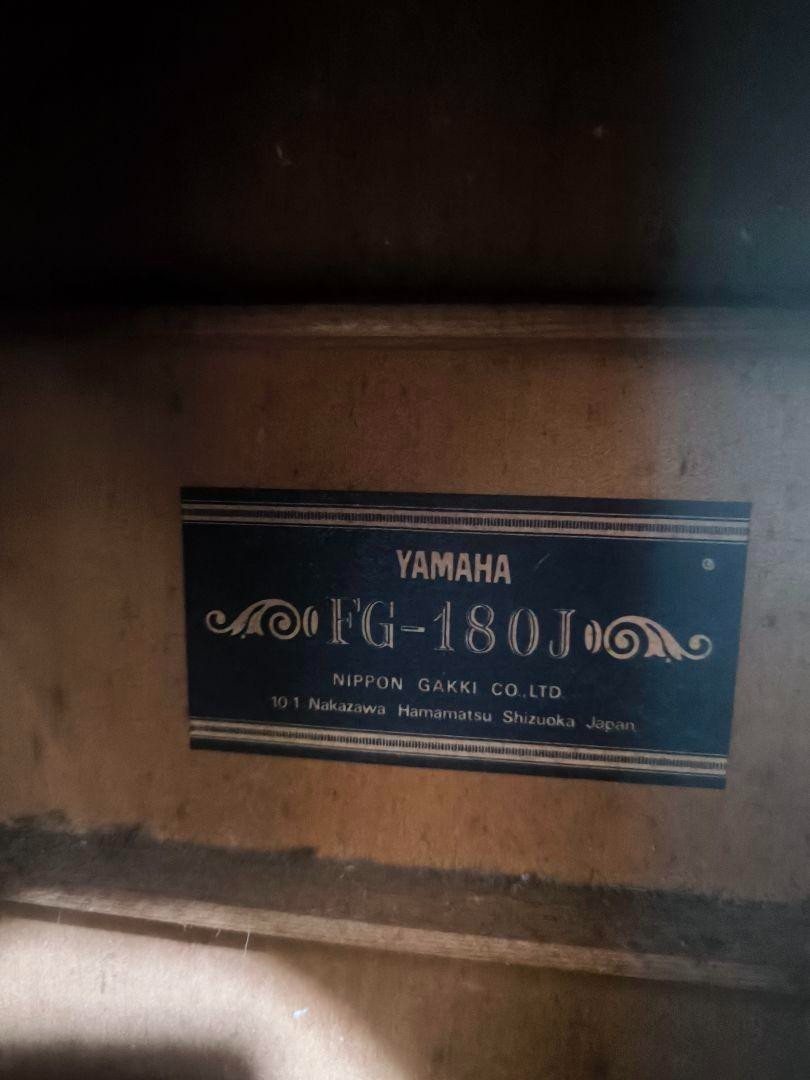 YAMAHA
FG-180J
NIPPON GAKKI CO.,LTD.
10-1 Nakazawa Hamamatsu Shizuoka Japan